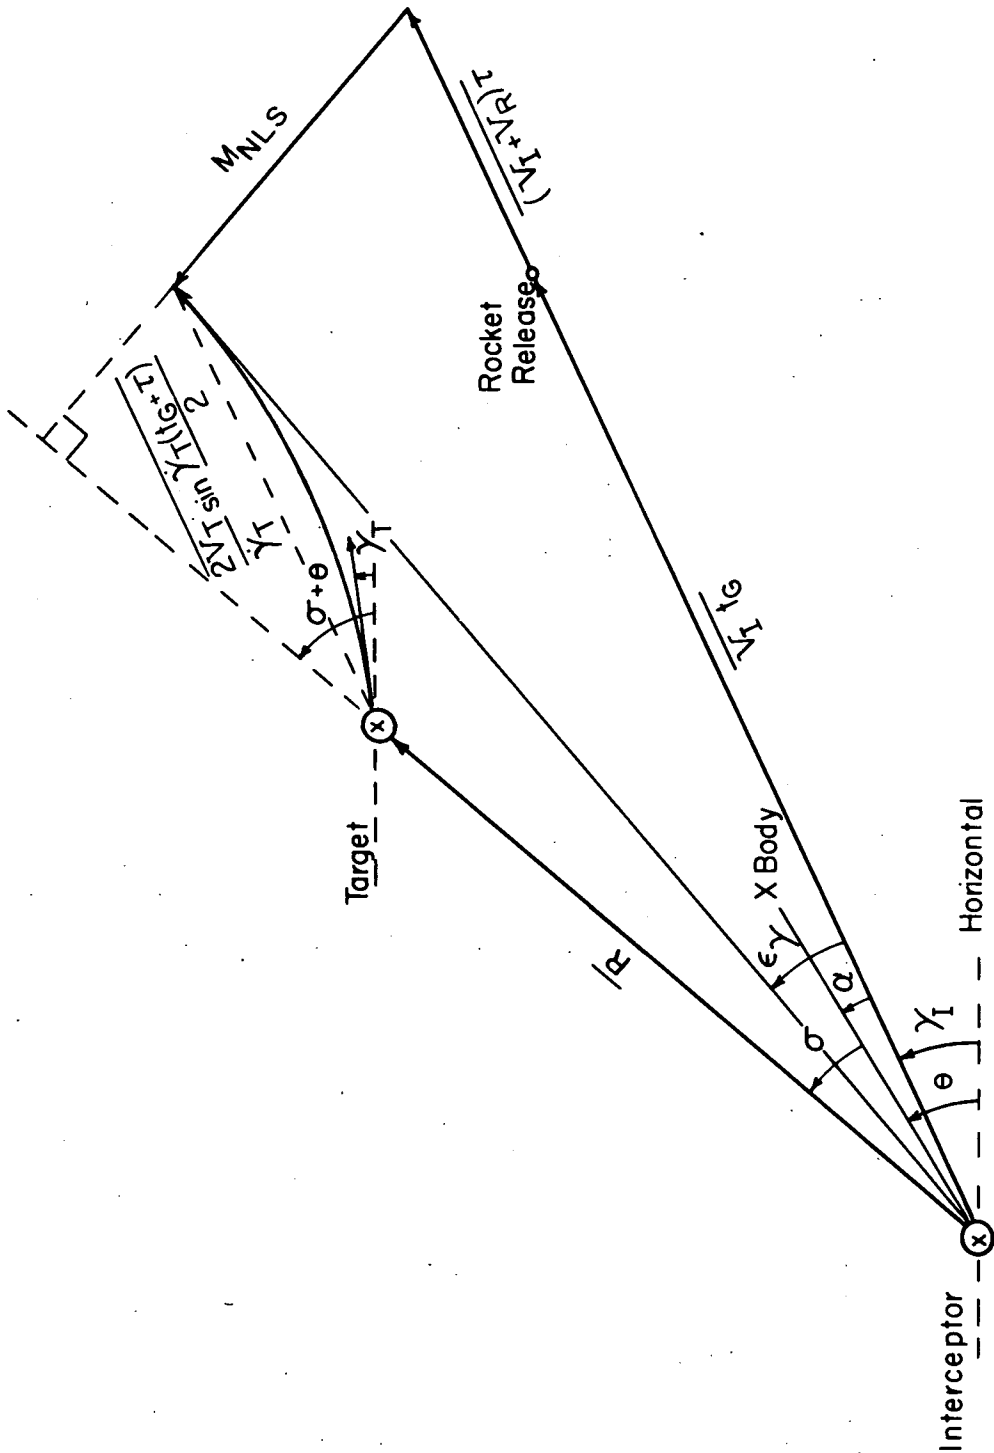 M_NLS
(V_I + V_R)τ
2V_T sin γ̇_T(t_G+τ)
2
γ̇_T
Rocket
Release
σ+θ
γ_T
Target
V_I t_G
R
X Body
ϵ_γ
α
σ
γ_I
θ
Horizontal
Interceptor
x
x